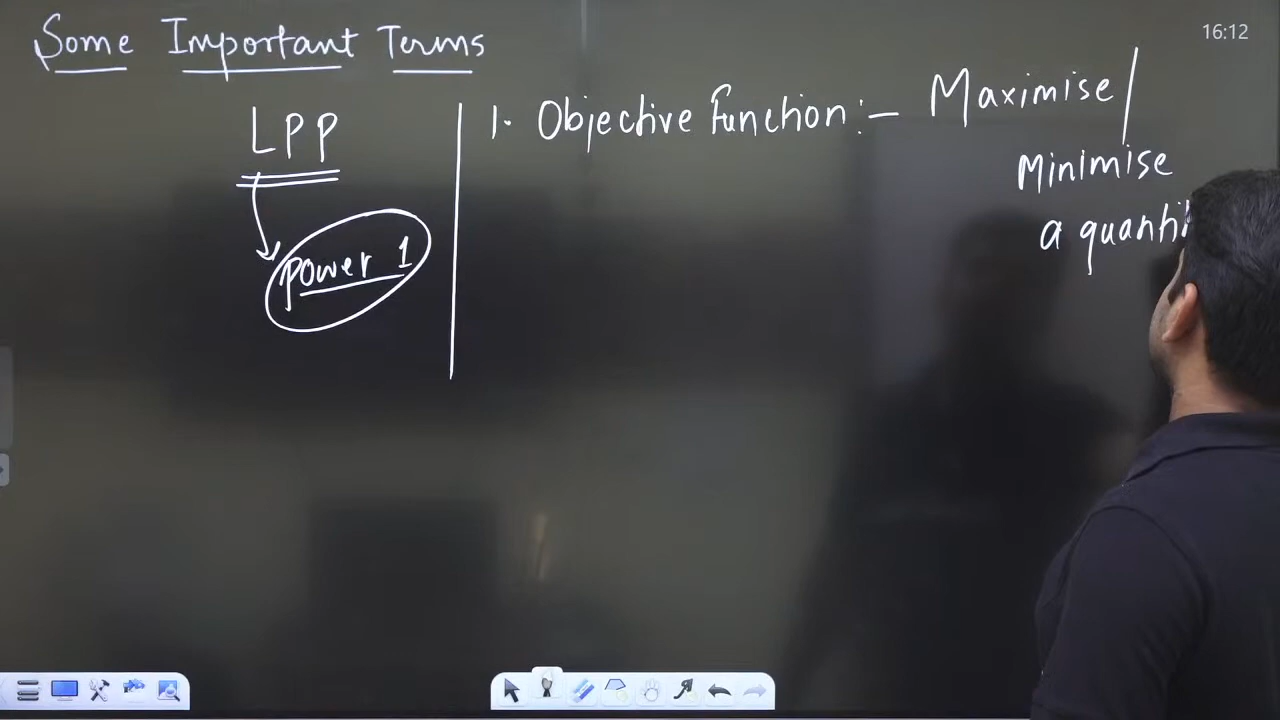 Some Important Terms
16:12
LPP
power 1
1. Objective Function:- Maximise/
Minimise
a